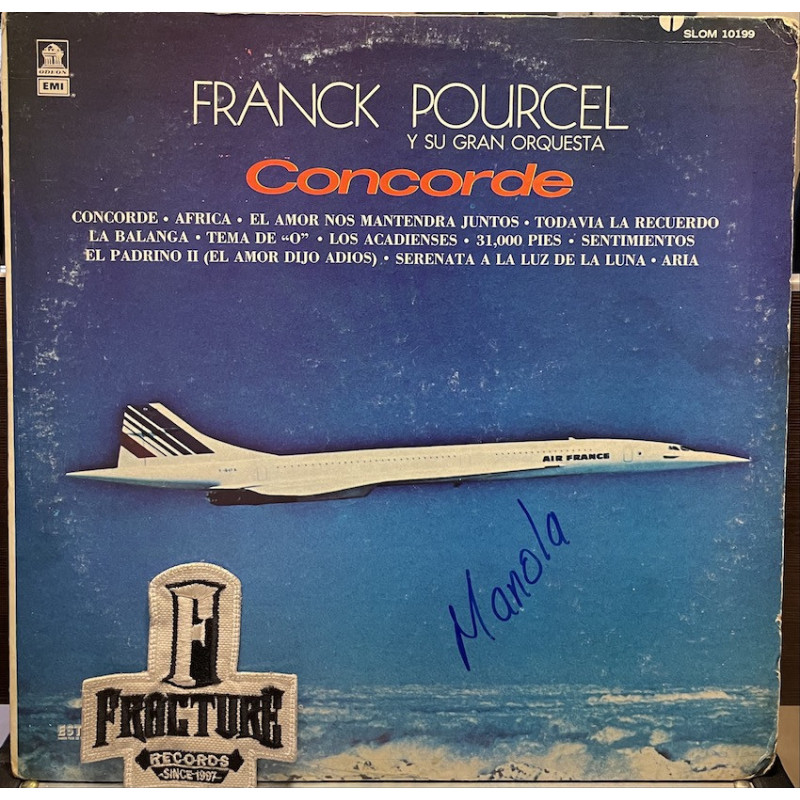 SLOM 10199
ODEON
EMI
FRANCK POURCEL
Y SU GRAN ORQUESTA
Concorde
CONCORDE • AFRICA • EL AMOR NOS MANTENDRA JUNTOS • TODAVIA LA RECUERDO
LA BALANGA • TEMA DE “O” • LOS ACADIENSES • 31,000 PIES • SENTIMIENTOS
EL PADRINO II (EL AMOR DIJO ADIOS) • SERENATA A LA LUZ DE LA LUNA • ARIA
AIR FRANCE
Manola
F
EST
FRACTURE
RECORDS
SINCE 1997